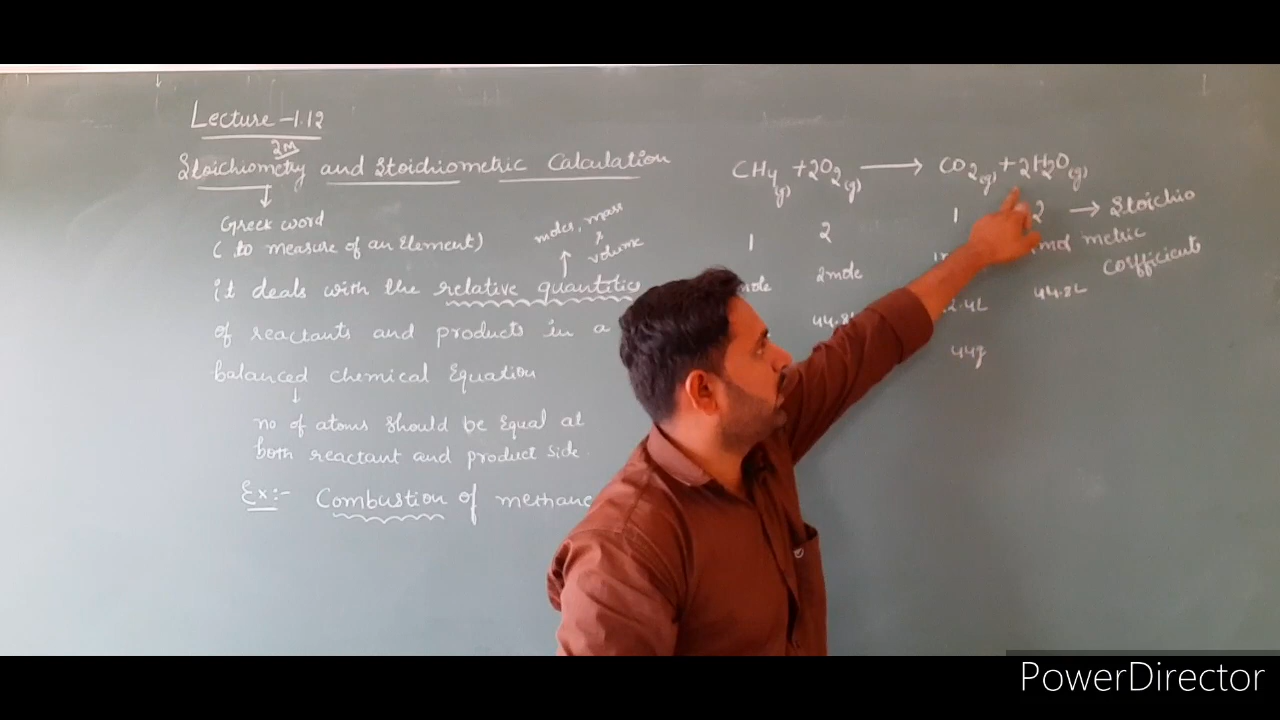 Lecture -1.12
2M
Stoichiometry and Stoichiometric Calculation
Greek word
( to measure of an Element)
moles, mass
&
volume
it deals with the relative quantities
of reactants and products in a
balanced chemical Equation
no of atoms should be Equal at
both reactant and product side.
Ex:- Combustion of methane
CH4(g) + 2O2(g) ⟶ CO2(g) + 2H2O(g)
1 2 1 2 → Stoichio
metric
coefficient
mole 2mole mol
44.8L 2.4L 44.8L
44g
PowerDirector